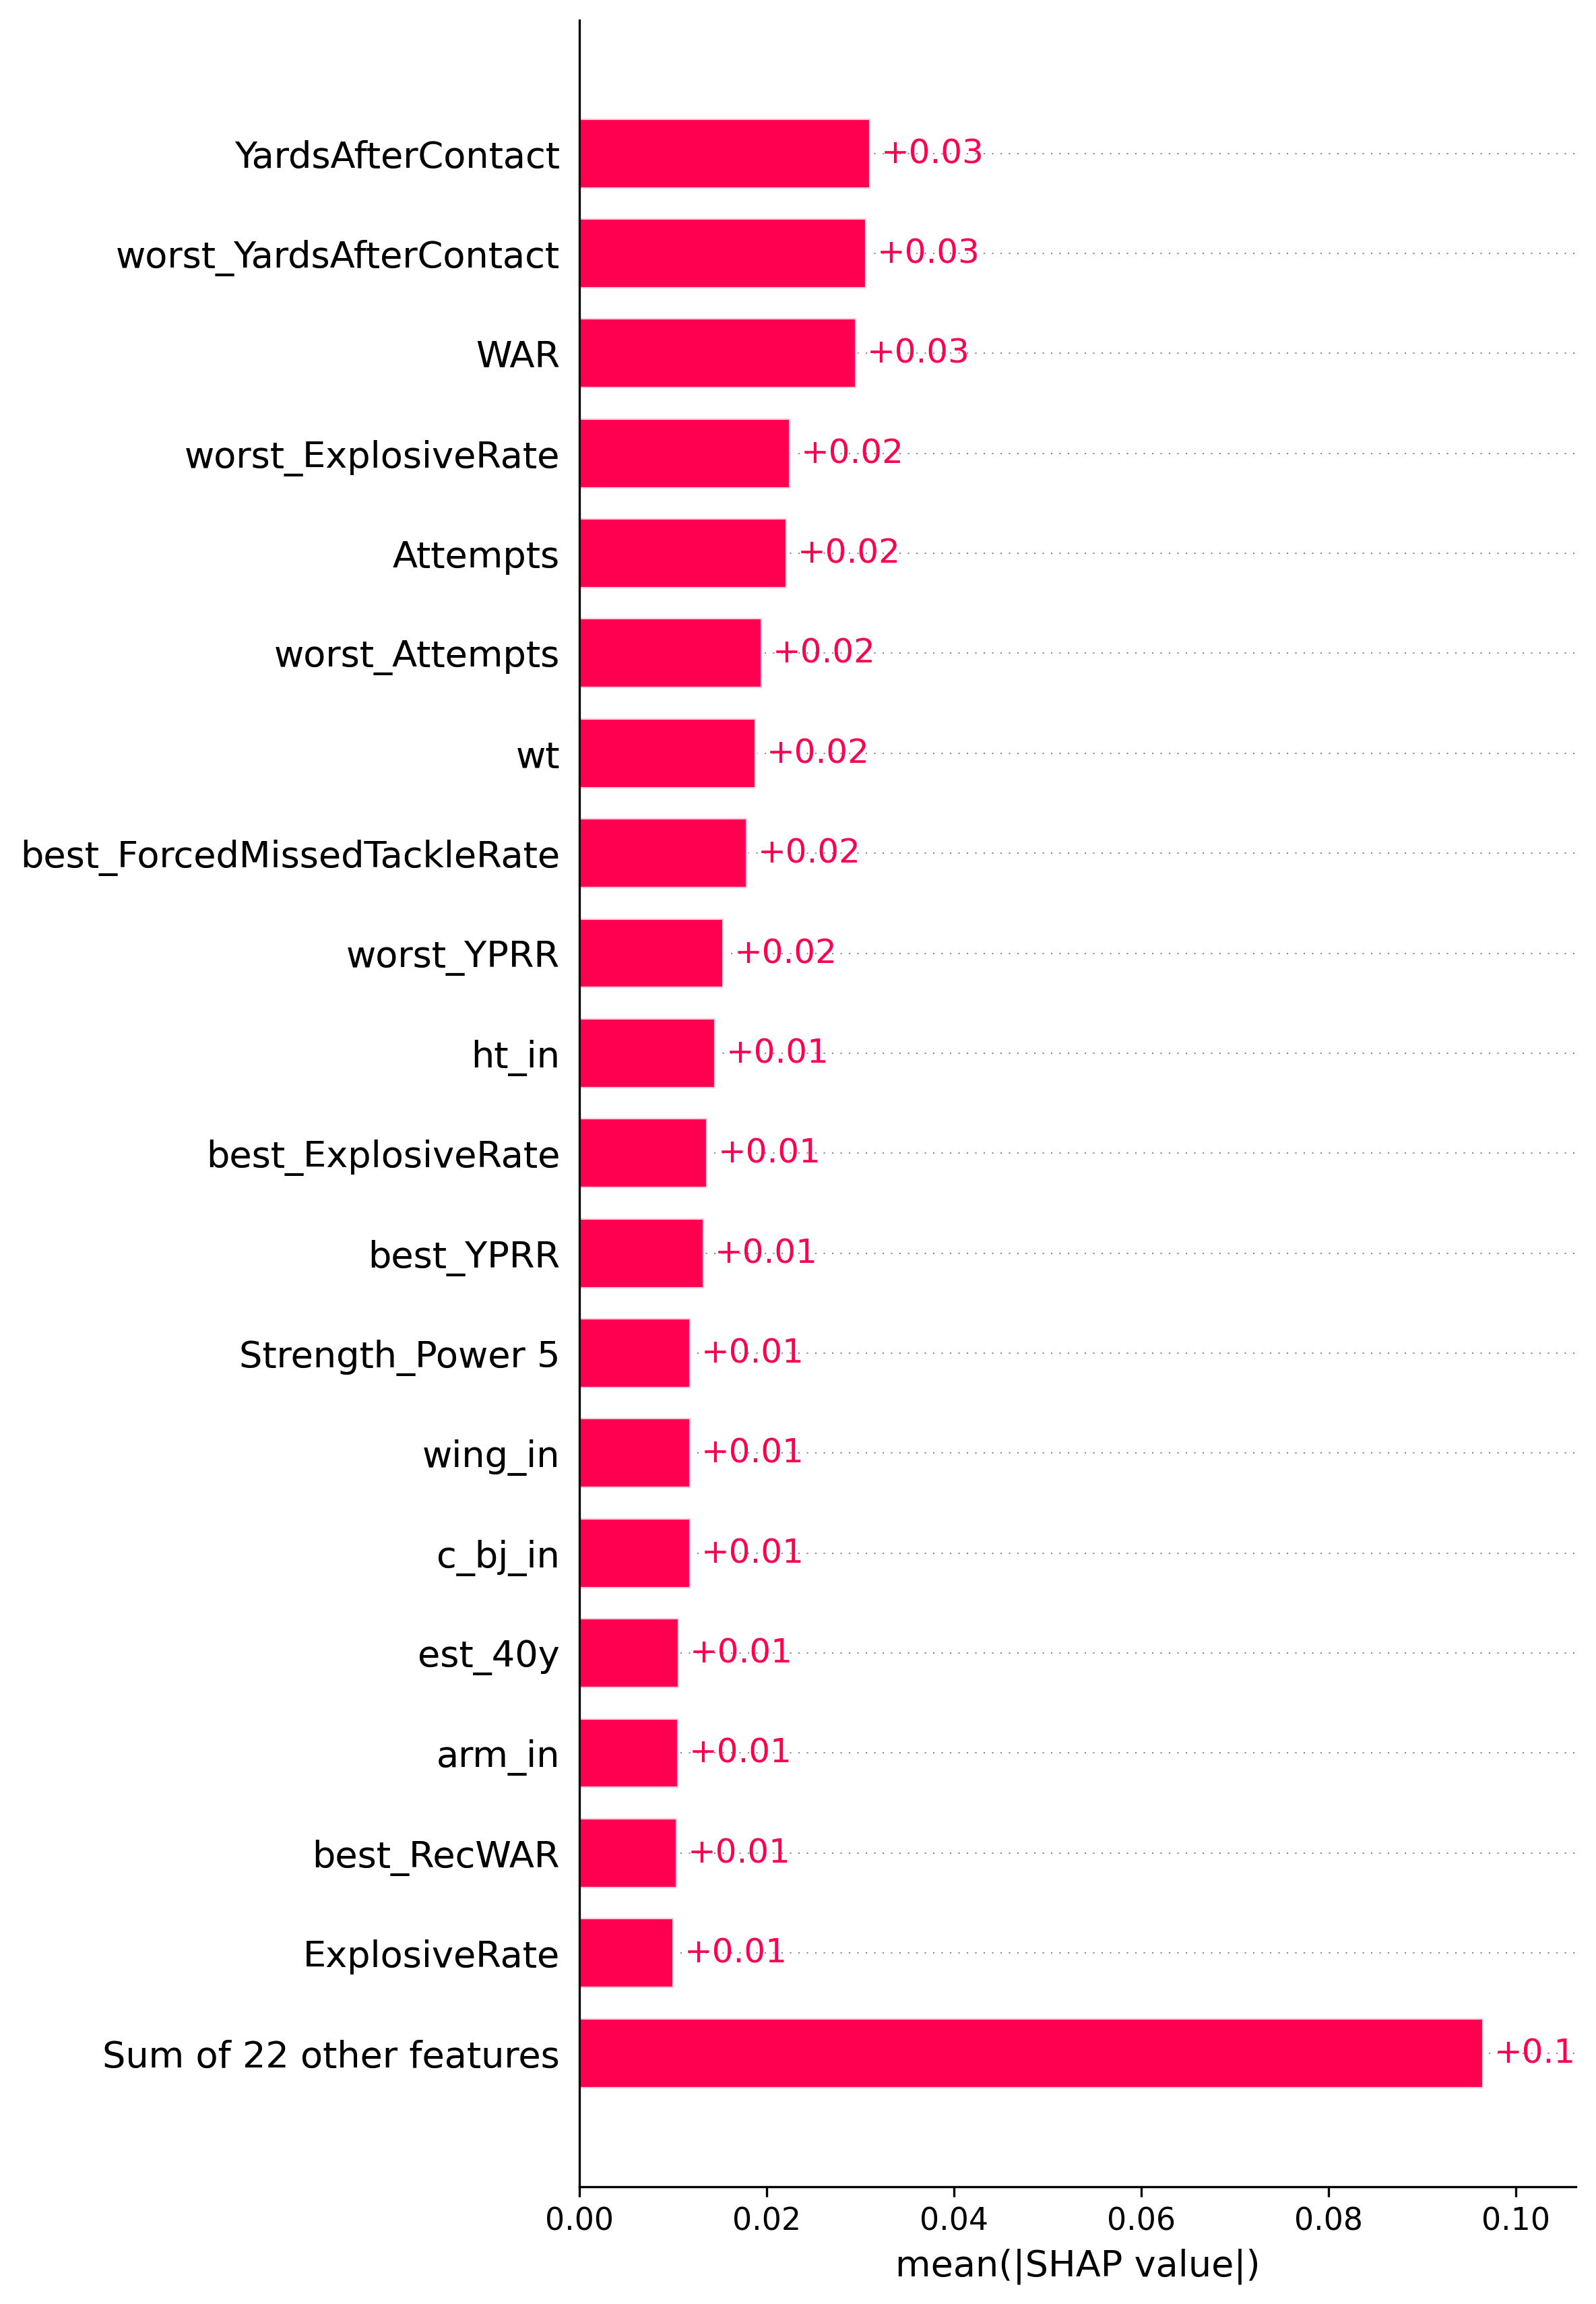 YardsAfterContact +0.03
worst_YardsAfterContact +0.03
WAR +0.03
worst_ExplosiveRate +0.02
Attempts +0.02
worst_Attempts +0.02
wt +0.02
best_ForcedMissedTackleRate +0.02
worst_YPRR +0.02
ht_in +0.01
best_ExplosiveRate +0.01
best_YPRR +0.01
Strength_Power 5 +0.01
wing_in +0.01
c_bj_in +0.01
est_40y +0.01
arm_in +0.01
best_RecWAR +0.01
ExplosiveRate +0.01
Sum of 22 other features +0.1
0.00 0.02 0.04 0.06 0.08 0.10
mean(|SHAP value|)